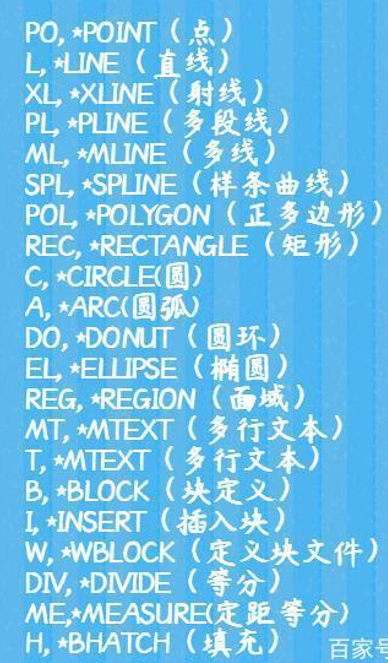 PO, *POINT（点）
L, *LINE（直线）
XL, *XLINE（射线）
PL, *PLINE（多段线）
ML, *MLINE（多线）
SPL, *SPLINE（样条曲线）
POL, *POLYGON（正多边形）
REC, *RECTANGLE（矩形）
C, *CIRCLE(圆)
A, *ARC(圆弧)
DO, *DONUT（圆环）
EL, *ELLIPSE（椭圆）
REG, *REGION（面域）
MT, *MTEXT（多行文本）
T, *MTEXT（多行文本）
B, *BLOCK（块定义）
I, *INSERT（插入块）
W, *WBLOCK（定义块文件）
DIV, *DIVIDE（等分）
ME,*MEASURE(定距等分)
H, *BHATCH（填充）
百家号